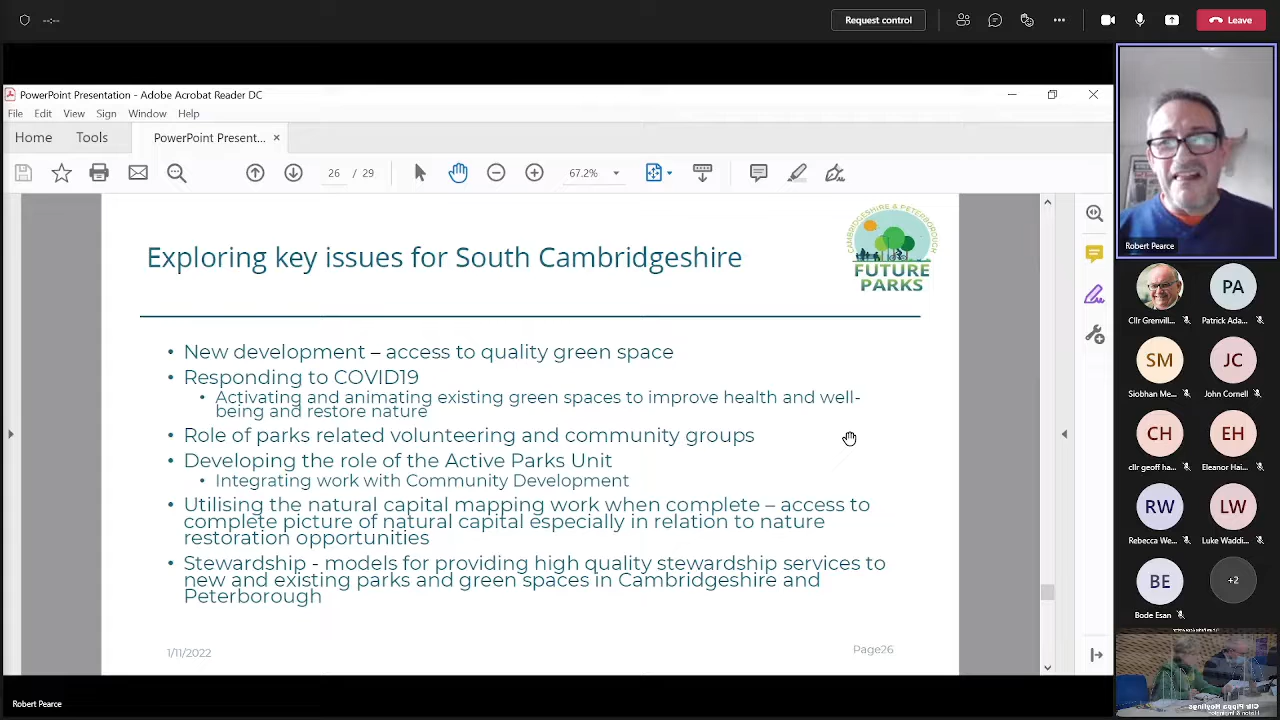 --:--
Request control
Leave
PowerPoint Presentation - Adobe Acrobat Reader DC
File Edit View Sign Window Help
Home Tools PowerPoint Present... ×
26 / 29 67.2%
Exploring key issues for South Cambridgeshire
CAMBRIDGESHIRE & PETERBOROUGH
FUTURE
PARKS
• New development – access to quality green space
• Responding to COVID19
• Activating and animating existing green spaces to improve health and well-
being and restore nature
• Role of parks related volunteering and community groups
• Developing the role of the Active Parks Unit
• Integrating work with Community Development
• Utilising the natural capital mapping work when complete – access to
complete picture of natural capital especially in relation to nature
restoration opportunities
• Stewardship - models for providing high quality stewardship services to
new and existing parks and green spaces in Cambridgeshire and
Peterborough
1/11/2022
Page26
Robert Pearce
Robert Pearce
PA
Cllr Grenvill...
Patrick Ada...
SM
JC
Siobhan Me...
John Cornell
CH
EH
cllr geoff ha...
Eleanor Hai...
RW
LW
Rebecca We...
Luke Waddi...
BE
+2
Bode Esan